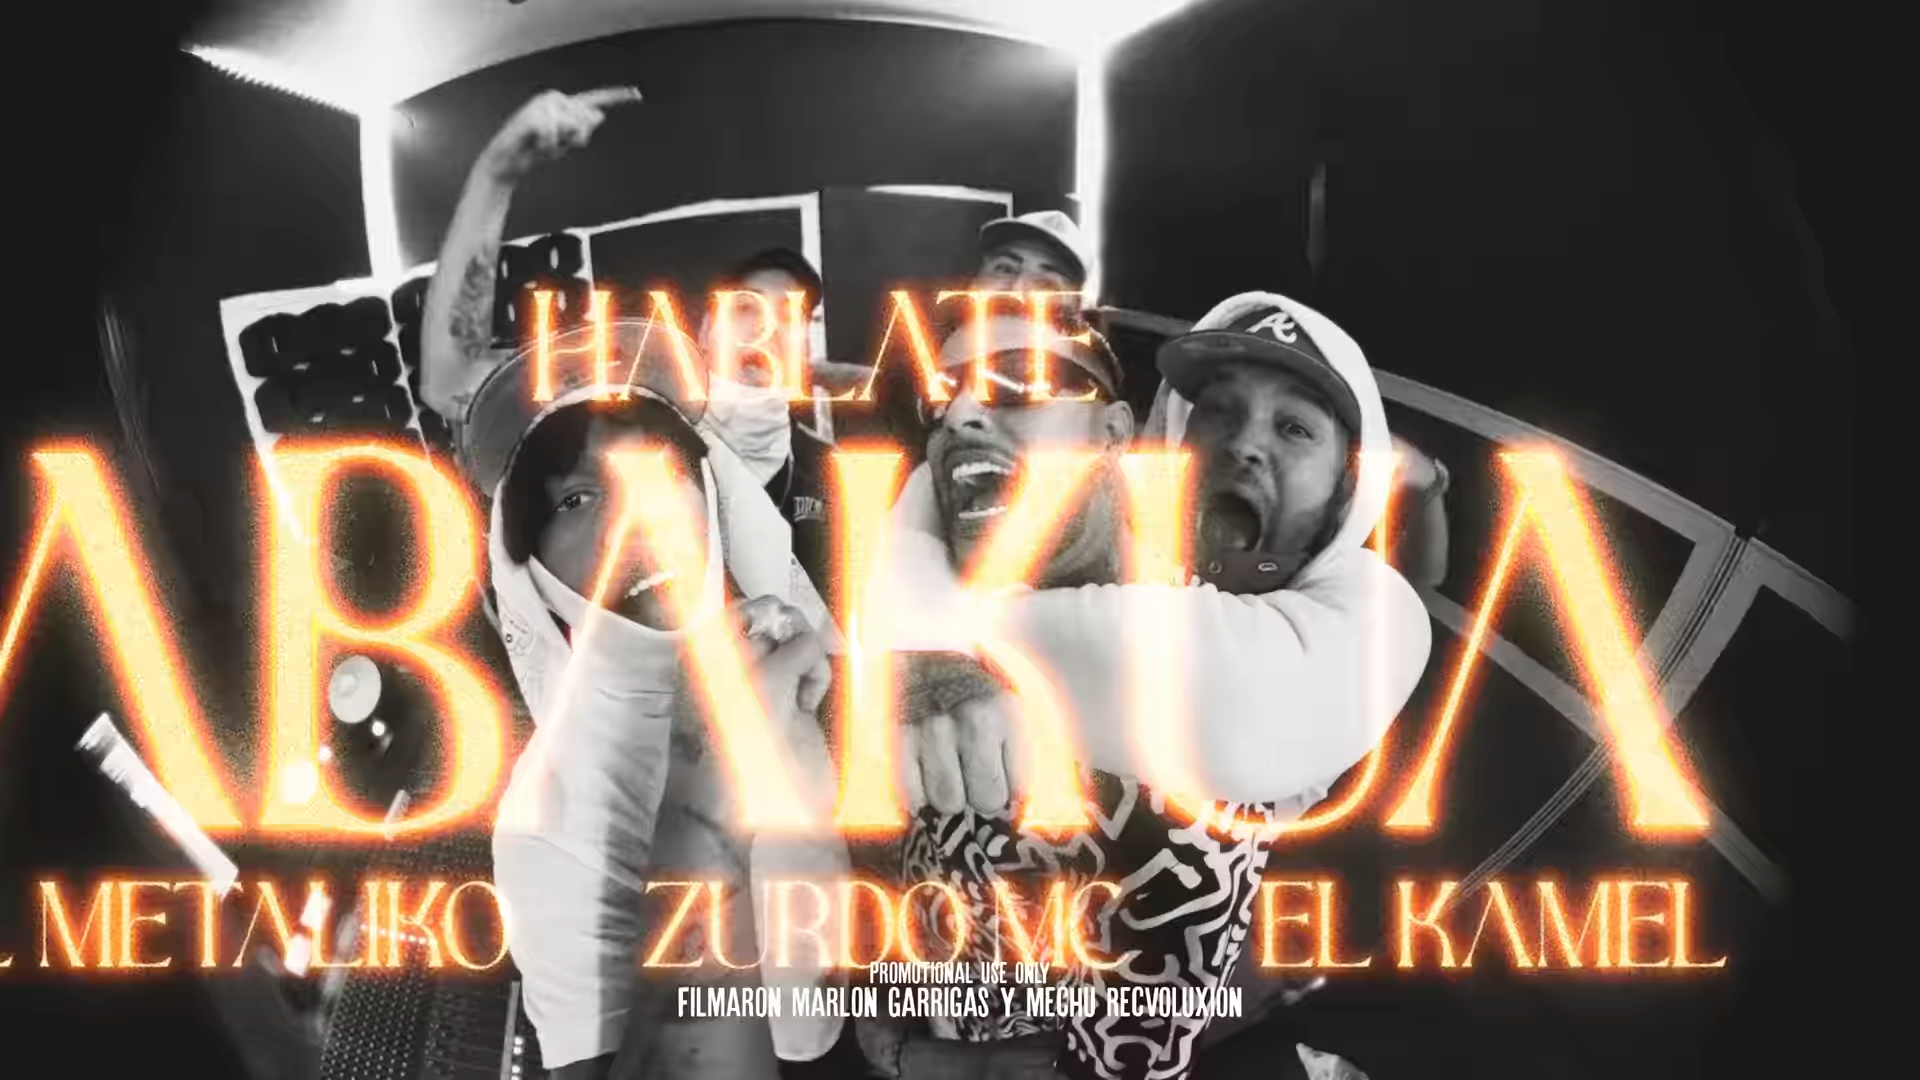 HABLATE
ABAKUA
METALIKO ZURDO MC EL KAMEL
PROMOTIONAL USE ONLY
FILMARON MARLON GARRIGAS Y MECHU RECVOLUXION